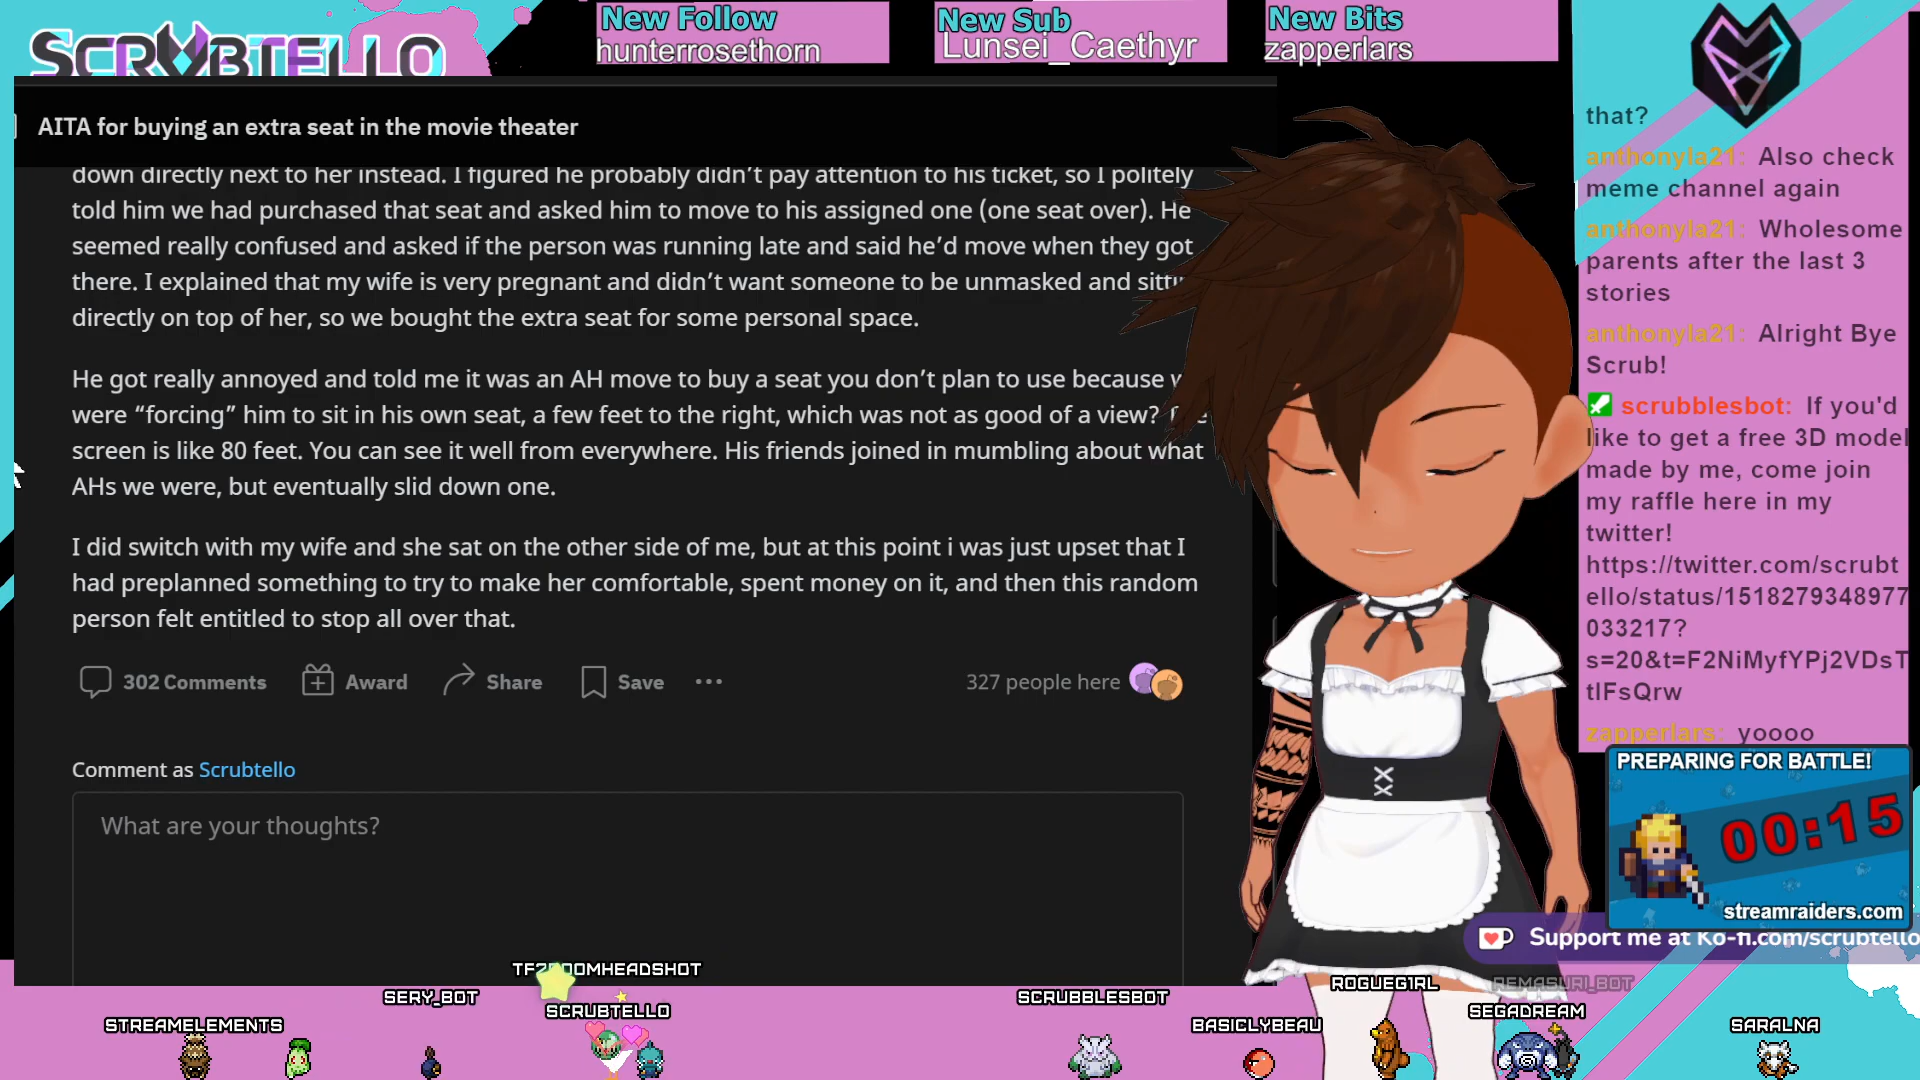 SCRUBTELLO
New Follow
hunterrosethorn
New Sub
Lunsei_Caethyr
New Bits
zapperlars
AITA for buying an extra seat in the movie theater
down directly next to her instead. I figured he probably didn’t pay attention to his ticket, so I politely
told him we had purchased that seat and asked him to move to his assigned one (one seat over). He
seemed really confused and asked if the person was running late and said he’d move when they got
there. I explained that my wife is very pregnant and didn’t want someone to be unmasked and
directly on top of her, so we bought the extra seat for some personal space.
He got really annoyed and told me it was an AH move to buy a seat you don’t plan to use because
were “forcing” him to sit in his own seat, a few feet to the right, which was not as good of a view?
screen is like 80 feet. You can see it well from everywhere. His friends joined in mumbling about what
AHs we were, but eventually slid down one.
I did switch with my wife and she sat on the other side of me, but at this point i was just upset that I
had preplanned something to try to make her comfortable, spent money on it, and then this random
person felt entitled to stop all over that.
302 Comments
Award
Share
Save
327 people here
Comment as Scrubtello
What are your thoughts?
that?
anthonyla21: Also check
meme channel again
anthonyla21: Wholesome
parents after the last 3
stories
anthonyla21: Alright Bye
Scrub!
scrubblesbot: If you'd
like to get a free 3D model
made by me, come join
my raffle here in my
twitter!
https://twitter.com/scrubt
ello/status/1518279348977
033217?
s=20&t=F2NiMyfYPj2VDsT
tlFsQrw
zapperlars: yoooo
PREPARING FOR BATTLE!
00:15
streamraiders.com
Support me at Ko-fi.com/scrubtello
STREAMELEMENTS
SERY_BOT
SCRUBTELLO
SCRUBBLESBOT
BASICLYBEAU
ROGUEG1RL
REMASURI_BOT
SEGADREAM
SARALNA